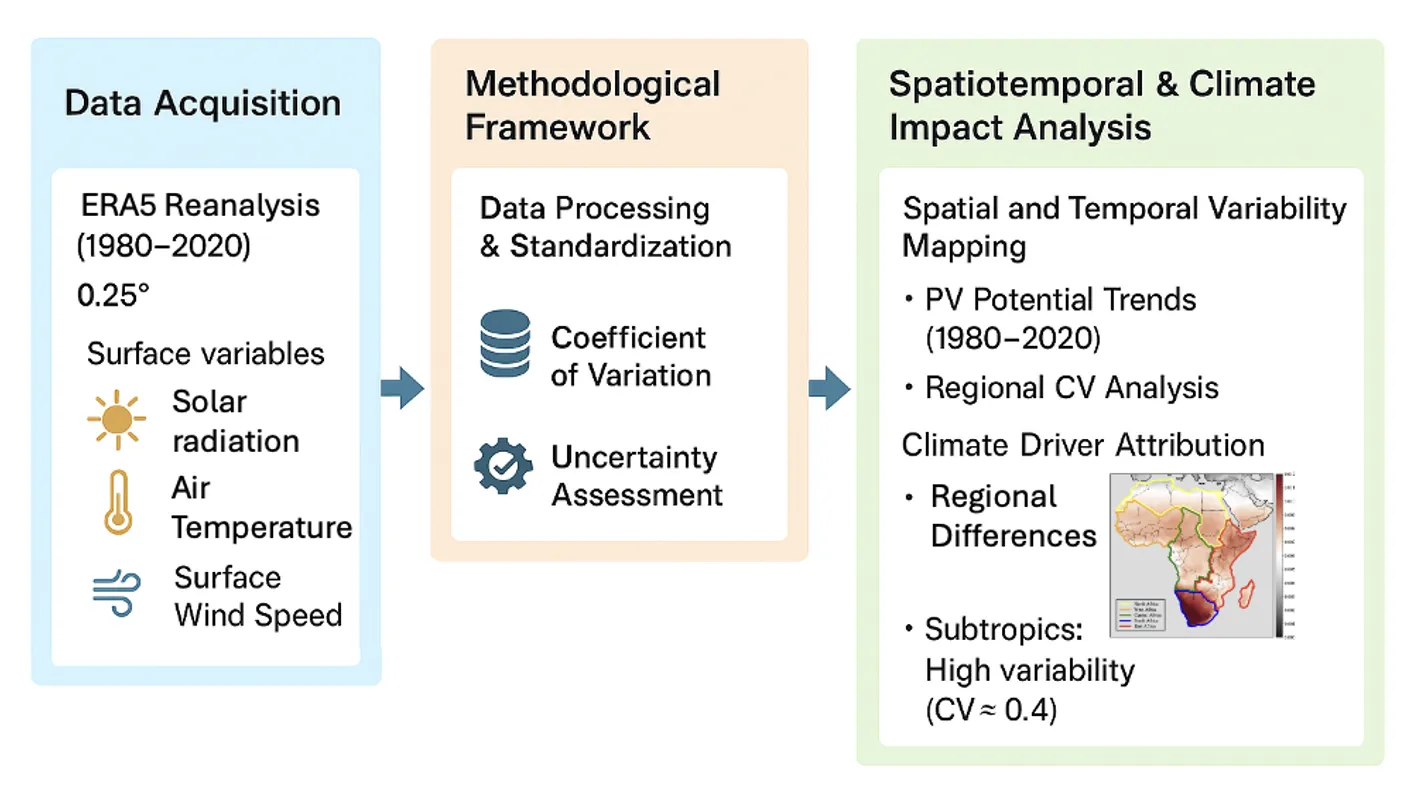 Data Acquisition
ERA5 Reanalysis
(1980–2020)
0.25°
Surface variables
Solar
radiation
Air
Temperature
Surface
Wind Speed
Methodological
Framework
Data Processing
& Standardization
Coefficient
of Variation
Uncertainty
Assessment
Spatiotemporal & Climate
Impact Analysis
Spatial and Temporal Variability
Mapping
• PV Potential Trends
(1980–2020)
• Regional CV Analysis
Climate Driver Attribution
• Regional
Differences
• Subtropics:
High variability
(CV ≈ 0.4)